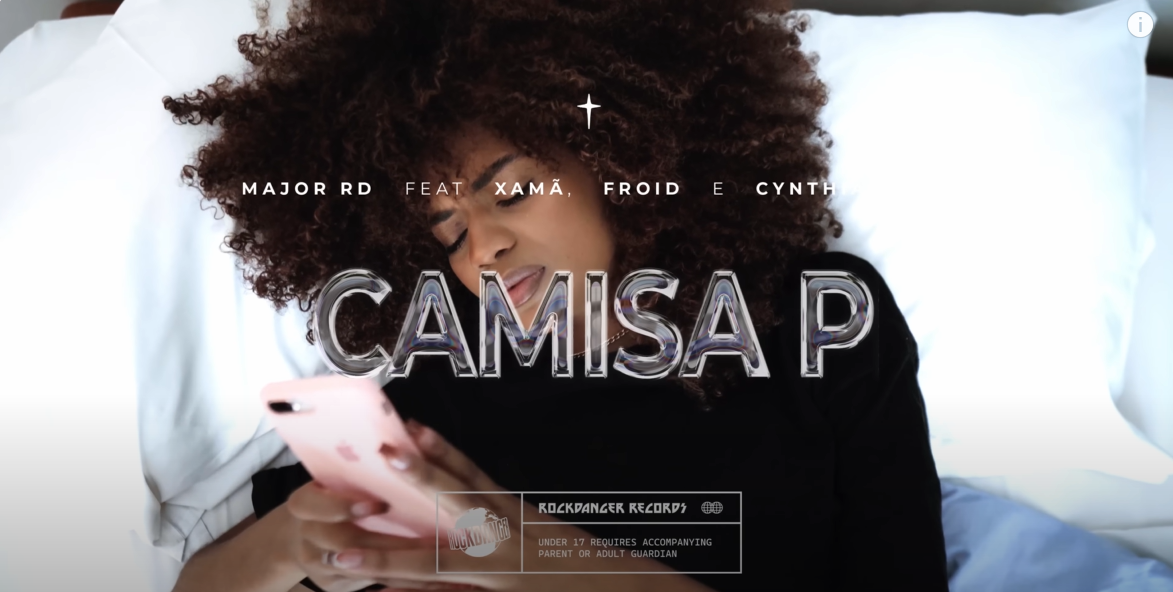 MAJOR RD FEAT XAMÃ, FROID E
CAMISA P
ROCKDANGER RECORDS
UNDER 17 REQUIRES ACCOMPANYING
PARENT OR ADULT GUARDIAN